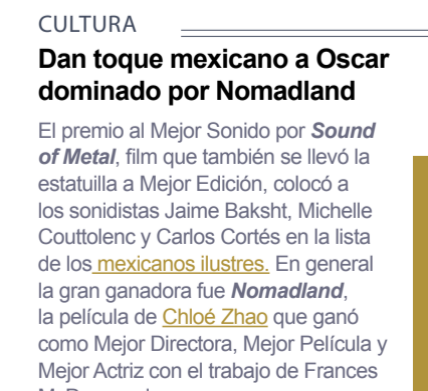 CULTURA
Dan toque mexicano a Oscar
dominado por Nomadland
El premio al Mejor Sonido por Sound
of Metal, film que también se llevó la
estatuilla a Mejor Edición, colocó a
los sonidistas Jaime Baksht, Michelle
Couttolenc y Carlos Cortés en la lista
de los mexicanos ilustres. En general
la gran ganadora fue Nomadland,
la película de Chloé Zhao que ganó
como Mejor Directora, Mejor Película y
Mejor Actriz con el trabajo de Frances